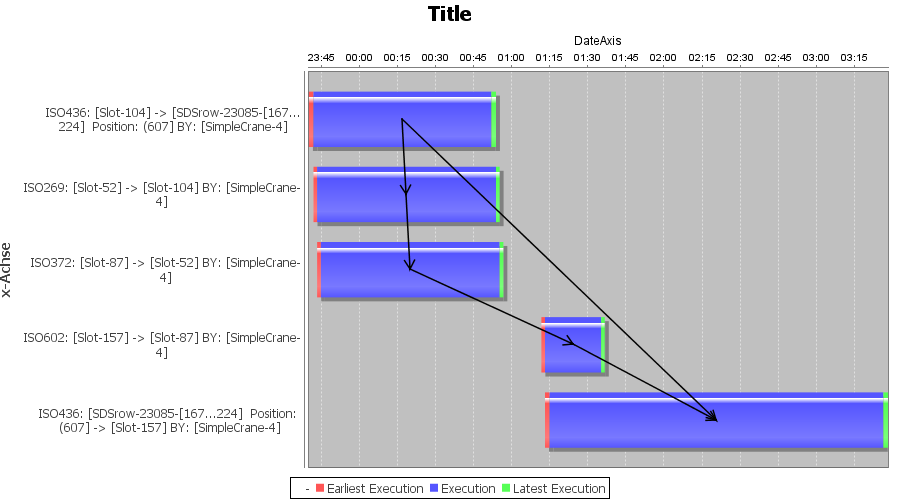 Title
DateAxis
23:45 00:00 00:15 00:30 00:45 01:00 01:15 01:30 01:45 02:00 02:15 02:30 02:45 03:00 03:15
x-Achse
ISO436: [Slot-104] -> [SDSrow-23085-[167...
224] Position: (607] BY: [SimpleCrane-4]
ISO269: [Slot-52] -> [Slot-104] BY: [SimpleCrane-
4]
ISO372: [Slot-87] -> [Slot-52] BY: [SimpleCrane-
4]
ISO602: [Slot-157] -> [Slot-87] BY: [SimpleCrane-
4]
ISO436: [SDSrow-23085-[167...224] Position:
(607] -> [Slot-157] BY: [SimpleCrane-4]
- Earliest Execution Execution Latest Execution